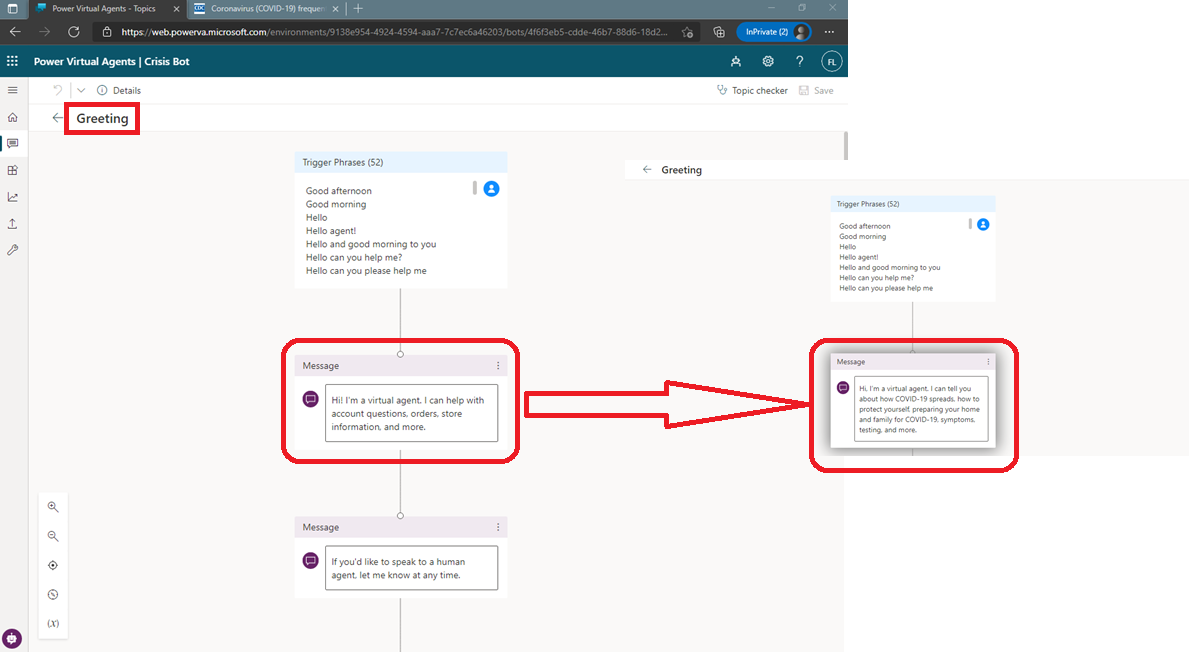 Power Virtual Agents - Topics
Coronavirus (COVID-19) frequen
https://web.powerva.microsoft.com/environments/9138e954-4924-4594-aaa7-7c7ec6a46203/bots/4f6f3eb5-cdde-46b7-88d6-18d2...
InPrivate (2)
Power Virtual Agents | Crisis Bot
?
FL
Details
Topic checker
Save
Greeting
Trigger Phrases (52)
Good afternoon
Good morning
Hello
Hello agent!
Hello and good morning to you
Hello can you help me?
Hello can you please help me
Message
Hi! I'm a virtual agent. I can help with
account questions, orders, store
information, and more.
Message
If you'd like to speak to a human
agent, let me know at any time.
(x)
Greeting
Trigger Phrases (52)
Good afternoon
Good morning
Hello
Hello agent!
Hello and good morning to you
Hello can you help me?
Hello can you please help me
Message
Hi, I'm a virtual agent. I can tell you
about how COVID-19 spreads, how to
protect yourself, preparing your home
and family for COVID-19, symptoms,
testing, and more.